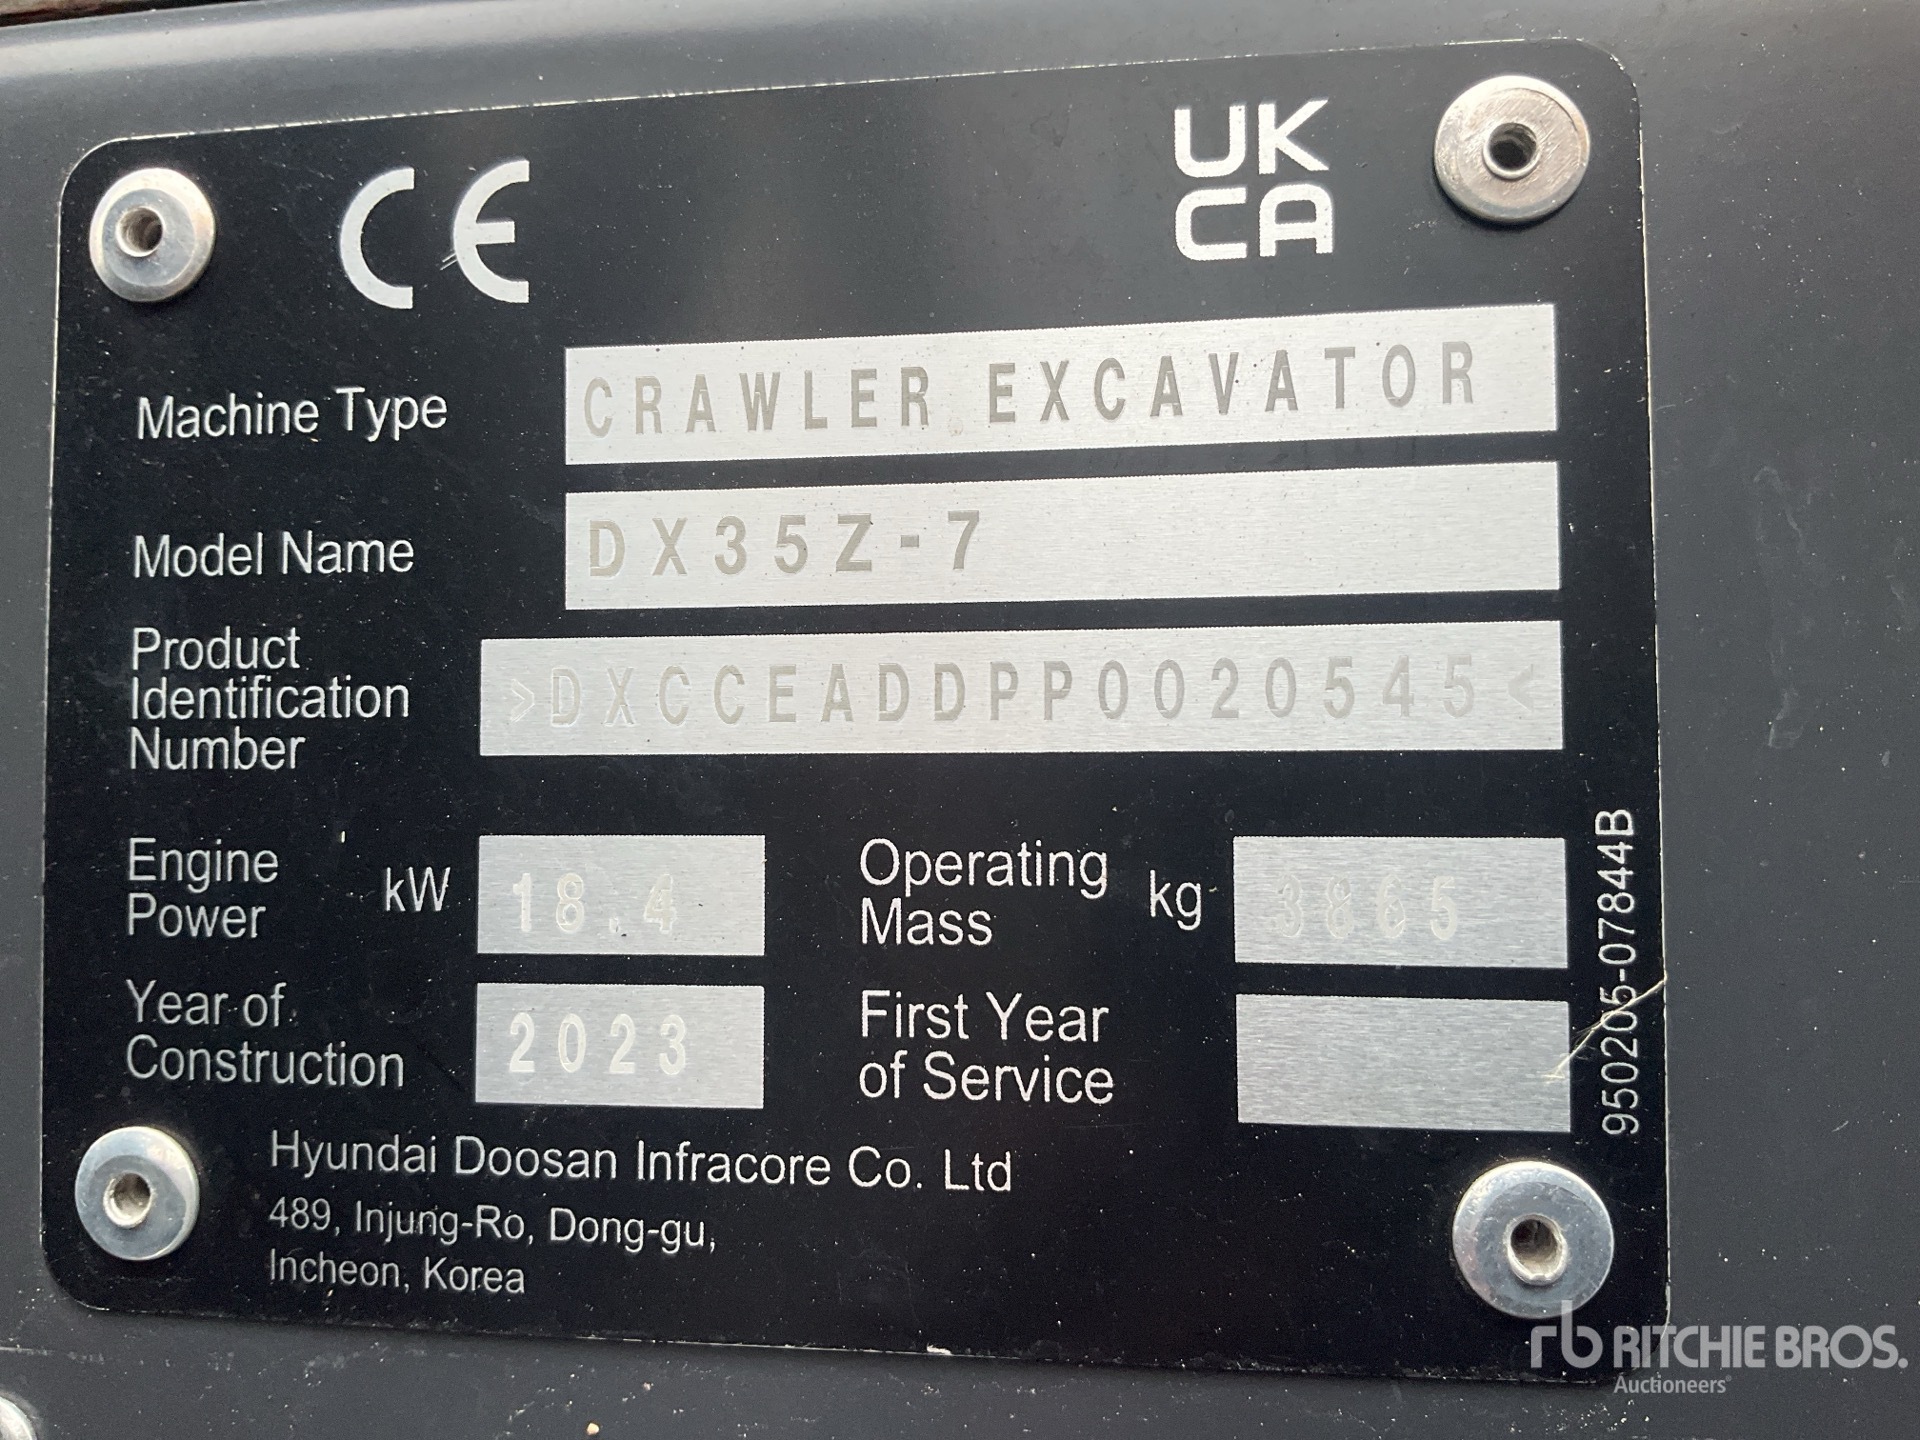 CE
UK
CA
Machine Type CRAWLER EXCAVATOR
Model Name DX35Z-7
Product
Identification
Number
>DXCCEADDPP0020545<
Engine
Power kW 18.4
Operating
Mass kg 3865
Year of
Construction 2023
First Year
of Service
950205-07844B
Hyundai Doosan Infracore Co. Ltd
489, Injung-Ro, Dong-gu,
Incheon, Korea
rb RITCHIE BROS.
Auctioneers